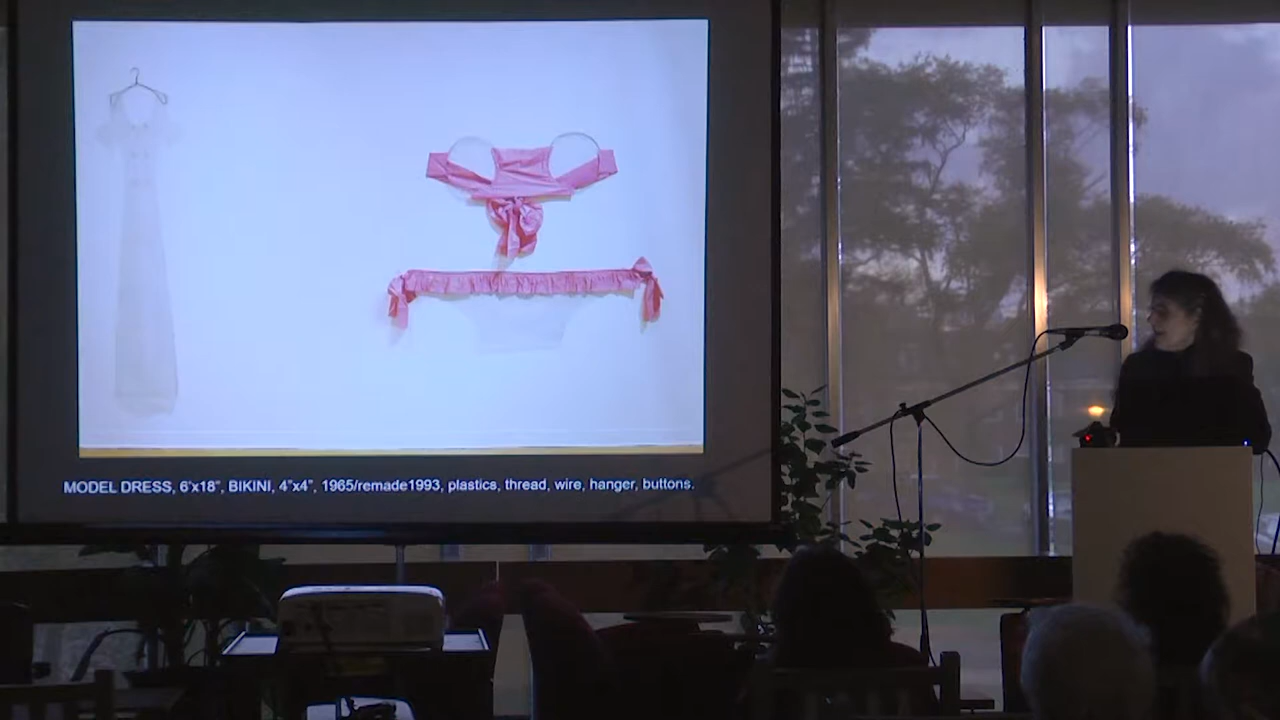 MODEL DRESS, 6"x18", BIKINI, 4"x4", 1965/remade1993, plastics, thread, wire, hanger, buttons.